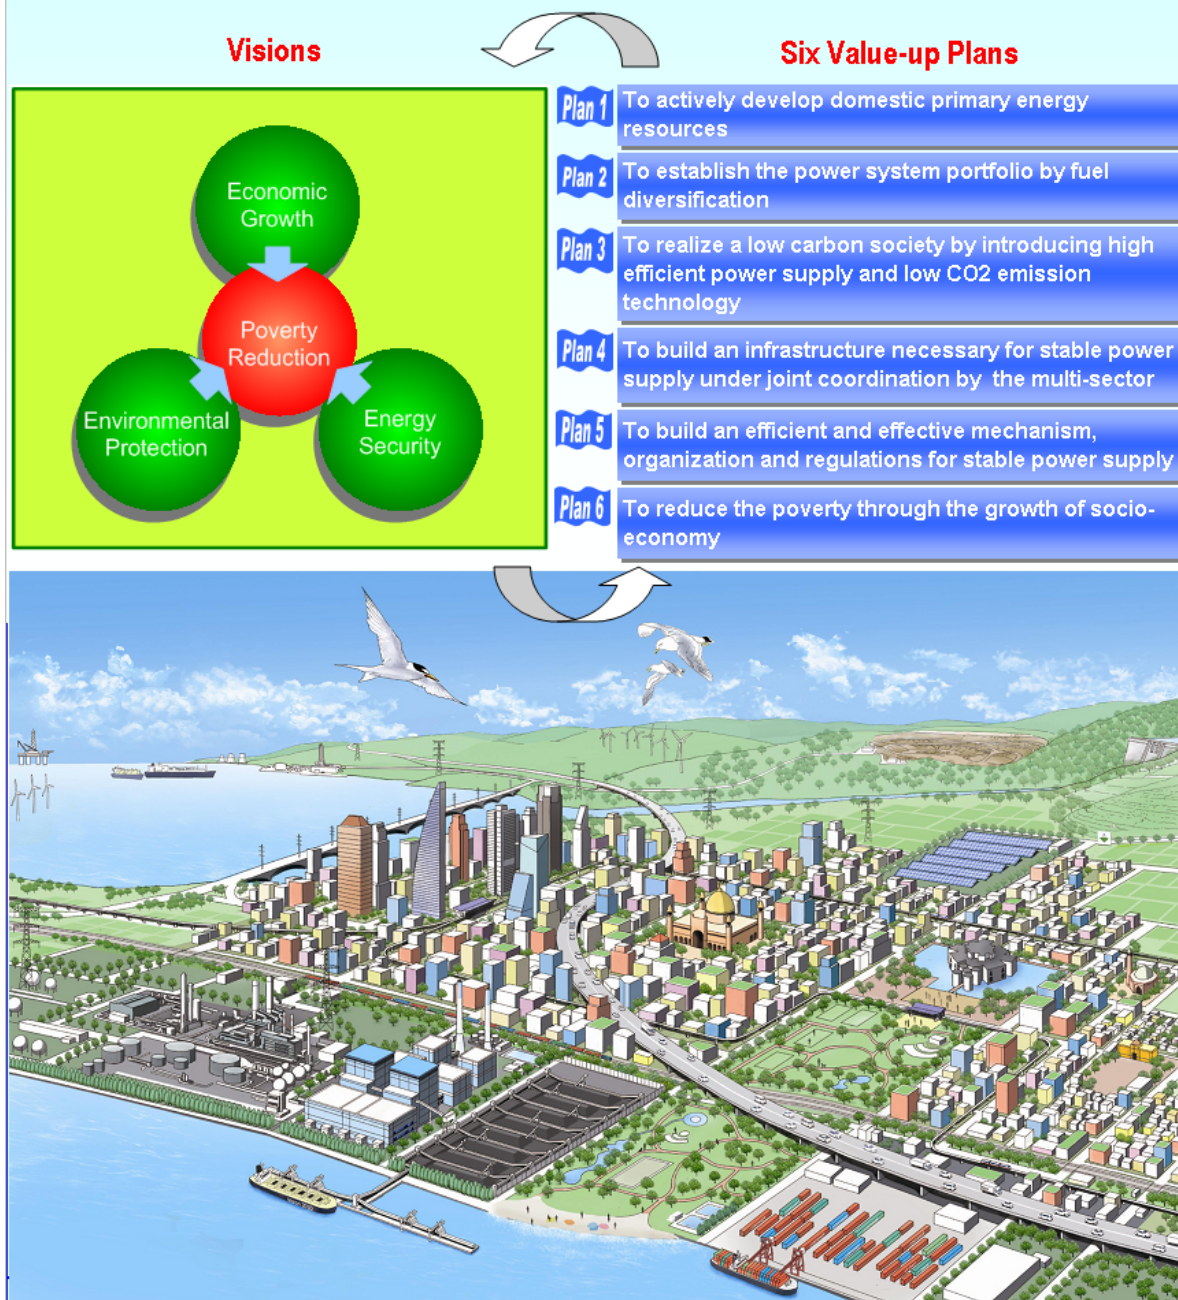 Visions
Economic
Growth
Poverty
Reduction
Environmental
Protection
Energy
Security
Six Value-up Plans
Plan 1
To actively develop domestic primary energy
resources
Plan 2
To establish the power system portfolio by fuel
diversification
Plan 3
To realize a low carbon society by introducing high
efficient power supply and low CO2 emission
technology
Plan 4
To build an infrastructure necessary for stable power
supply under joint coordination by the multi-sector
Plan 5
To build an efficient and effective mechanism,
organization and regulations for stable power supply
Plan 6
To reduce the poverty through the growth of socio-
economy